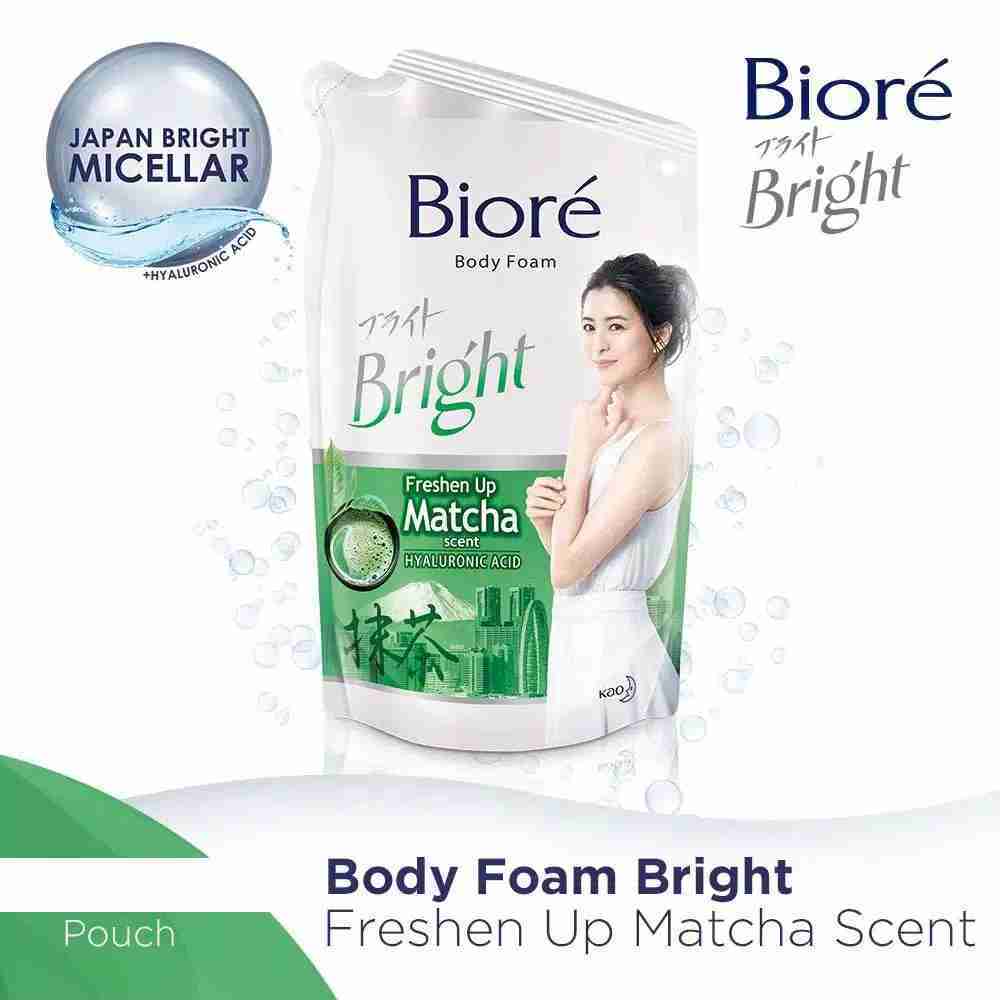 JAPAN BRIGHT
MICELLAR
+HYALURONIC ACID
Bioré
ブライト
Bright
Bioré
Body Foam
ブライト
Bright
Freshen Up
Matcha
scent
HYALURONIC ACID
抹茶
Kao
Body Foam Bright
Freshen Up Matcha Scent
Pouch